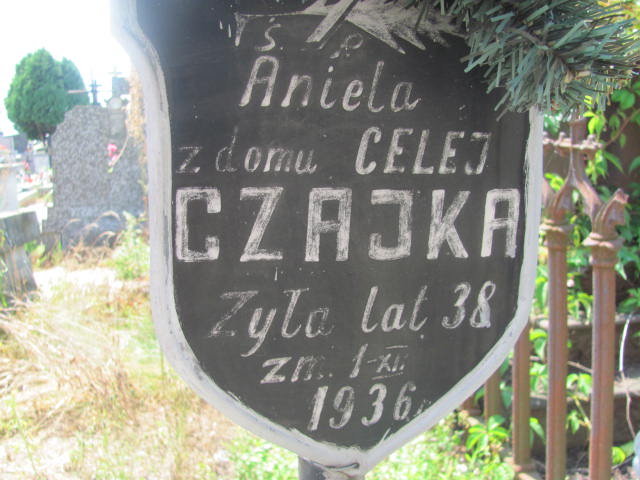 ś. p.
Aniela
z domu CELEJ
CZAJKA
Żyła lat 38
zm. 1-XII
1936